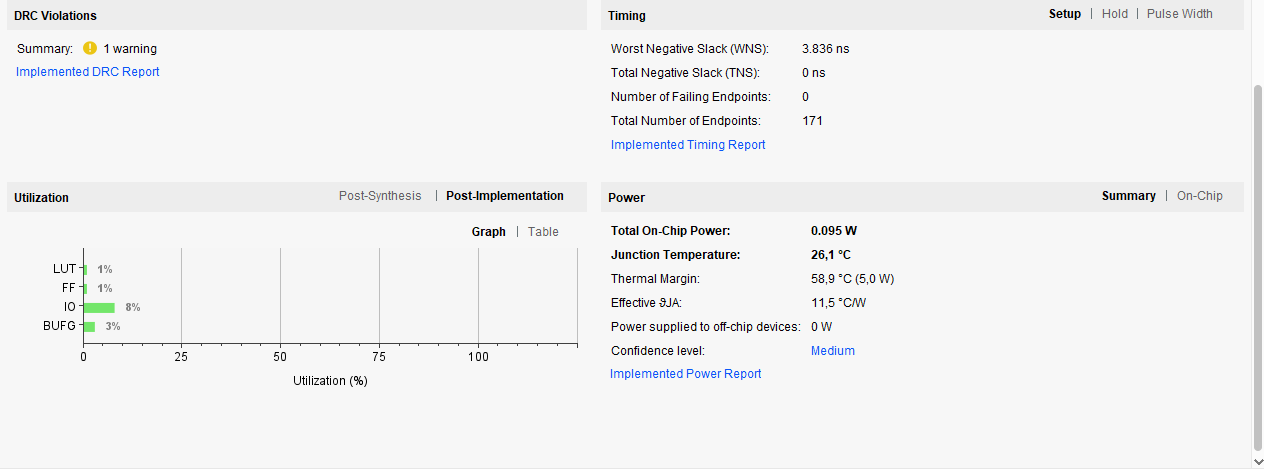 DRC Violations
Summary: 1 warning
Implemented DRC Report
Timing
Setup | Hold | Pulse Width
Worst Negative Slack (WNS): 3.836 ns
Total Negative Slack (TNS): 0 ns
Number of Failing Endpoints: 0
Total Number of Endpoints: 171
Implemented Timing Report
Utilization
Post-Synthesis | Post-Implementation
Graph | Table
LUT 1%
FF 1%
IO 8%
BUFG 3%
0 25 50 75 100
Utilization (%)
Power
Summary | On-Chip
Total On-Chip Power: 0.095 W
Junction Temperature: 26,1 °C
Thermal Margin: 58,9 °C (5,0 W)
Effective ϑJA: 11,5 °C/W
Power supplied to off-chip devices: 0 W
Confidence level: Medium
Implemented Power Report